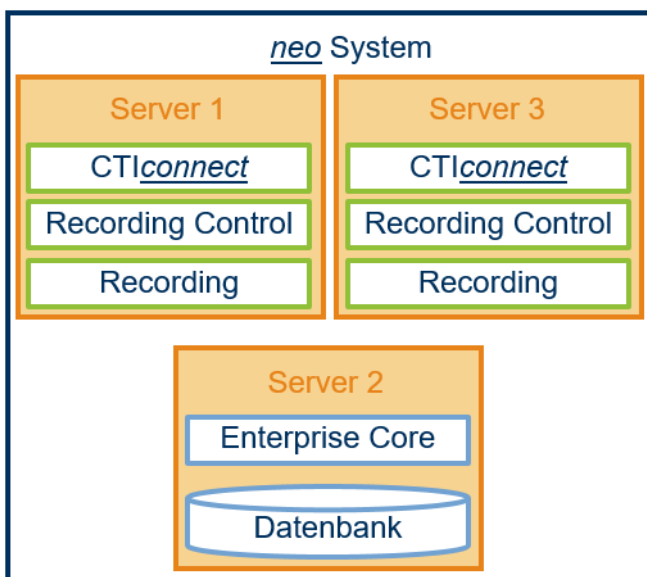 neo System
Server 1
CTIconnect
Recording Control
Recording
Server 3
CTIconnect
Recording Control
Recording
Server 2
Enterprise Core
Datenbank